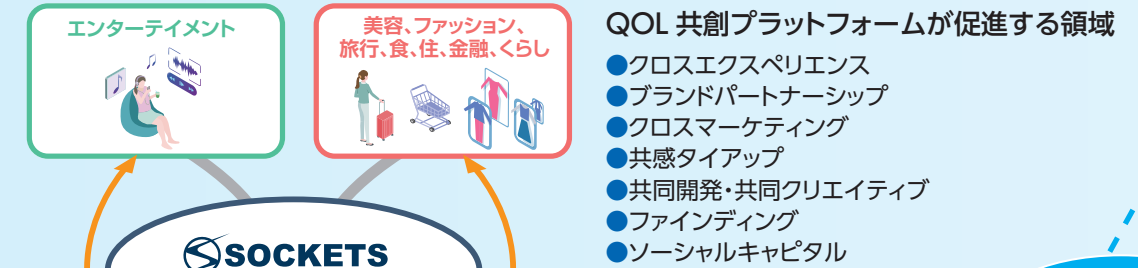 エンターテイメント
美容、ファッション、
旅行、食、住、金融、くらし
SOCKETS
QOL 共創プラットフォームが促進する領域
●クロスエクスペリエンス
●ブランドパートナーシップ
●クロスマーケティング
●共感タイアップ
●共同開発・共同クリエイティブ
●ファインディング
●ソーシャルキャピタル